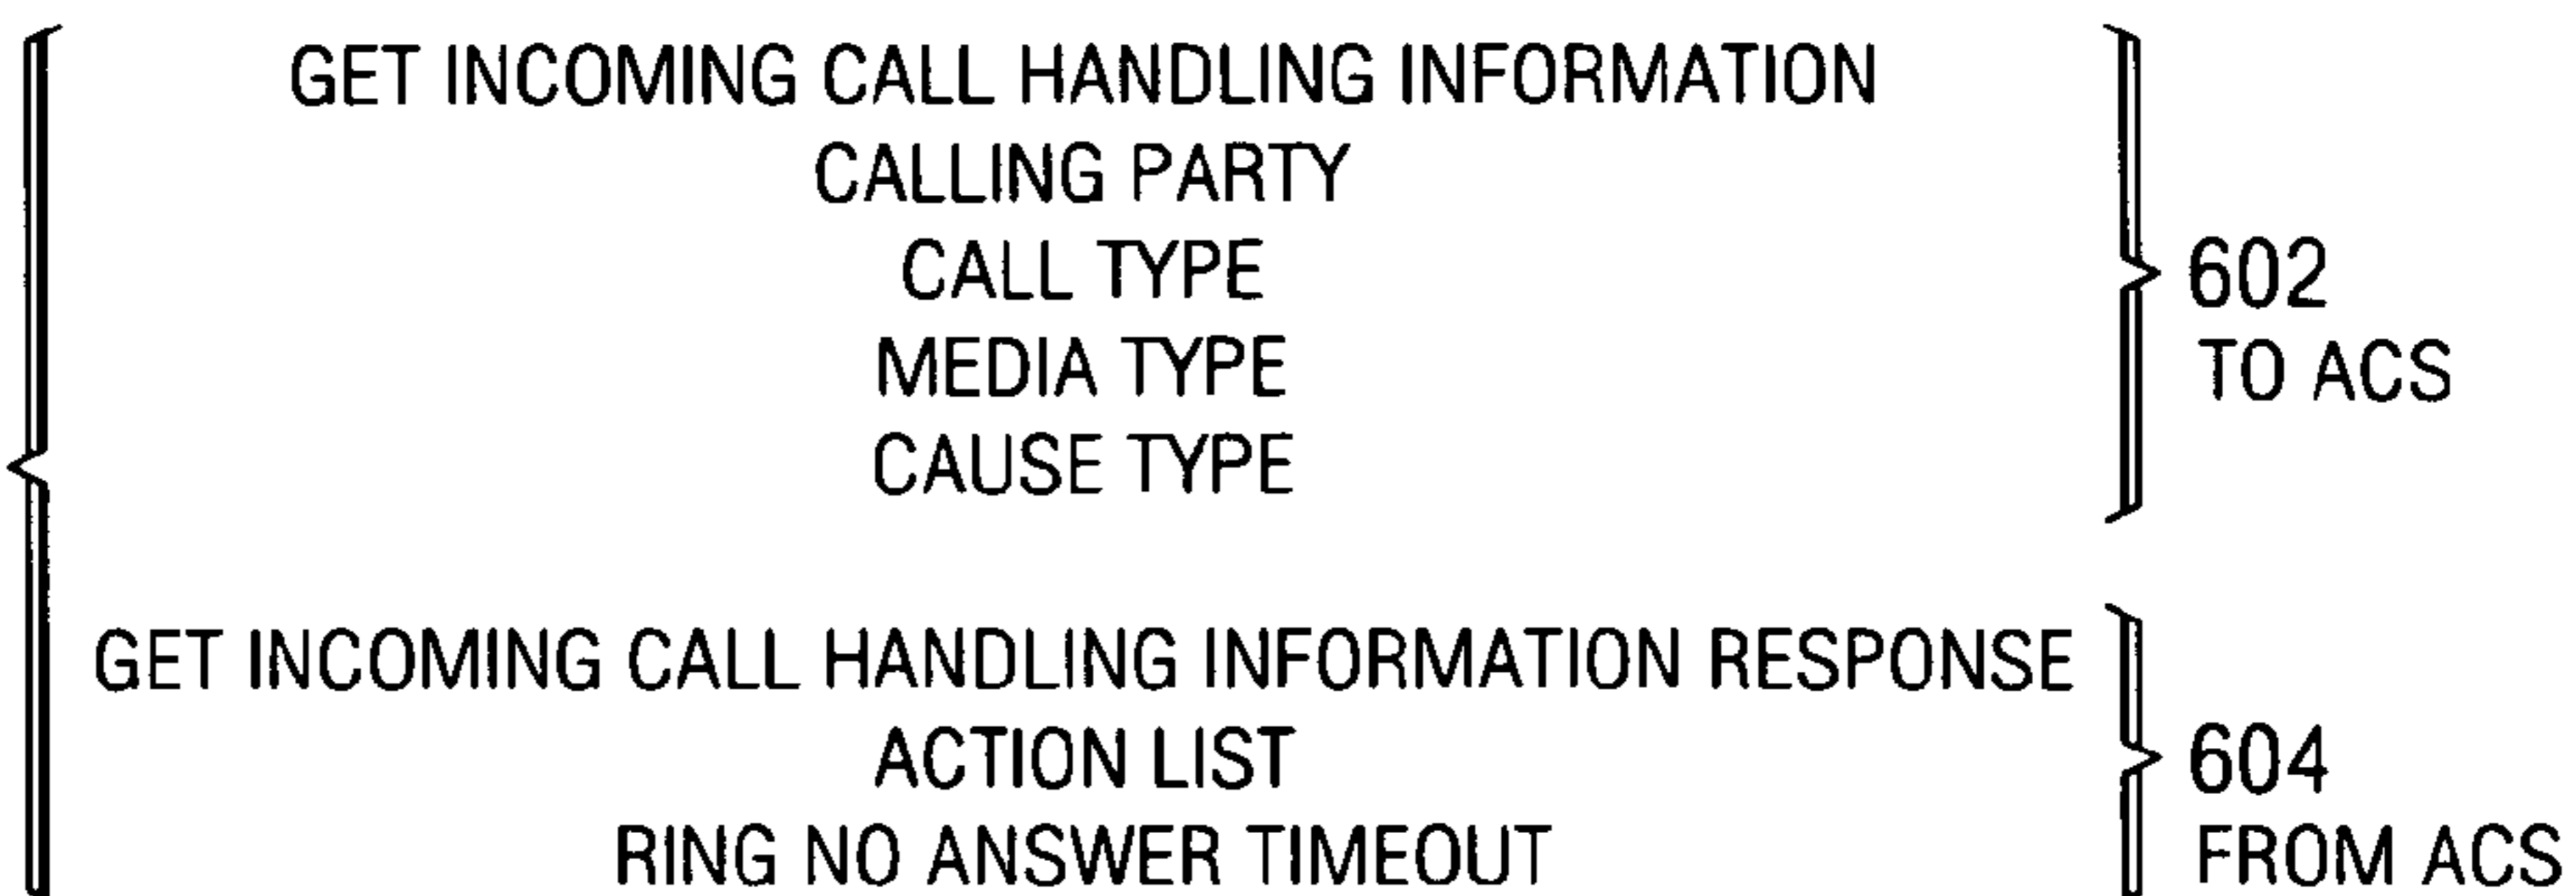 GET INCOMING CALL HANDLING INFORMATION
CALLING PARTY
CALL TYPE
MEDIA TYPE
CAUSE TYPE
602
TO ACS
GET INCOMING CALL HANDLING INFORMATION RESPONSE
ACTION LIST
RING NO ANSWER TIMEOUT
604
FROM ACS